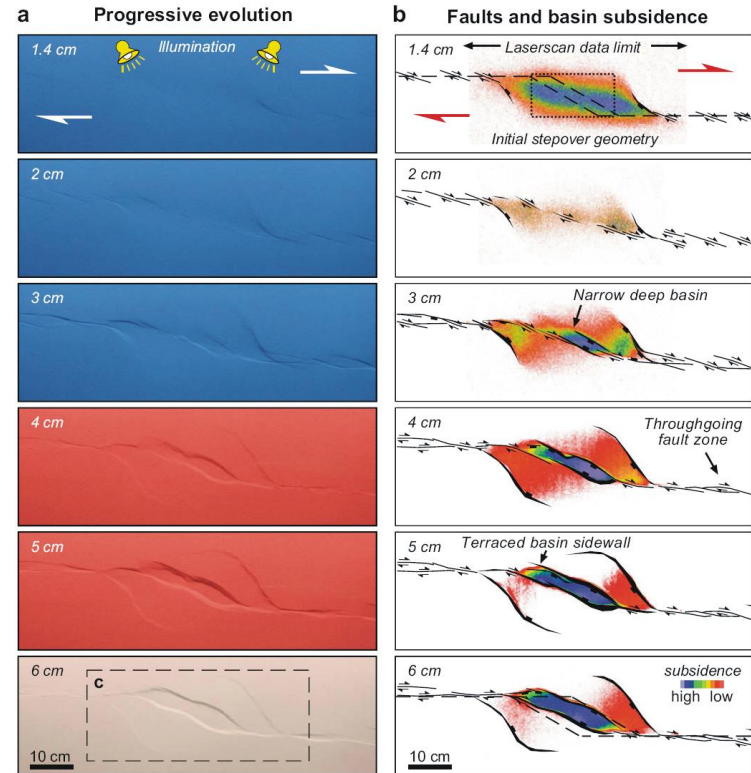 a Progressive evolution
1.4 cm
Illumination
2 cm
3 cm
4 cm
5 cm
6 cm
c
10 cm
b Faults and basin subsidence
1.4 cm
Laserscan data limit
Initial stepover geometry
2 cm
3 cm
Narrow deep basin
4 cm
Throughgoing
fault zone
5 cm
Terraced basin sidewall
6 cm
subsidence
high low
10 cm